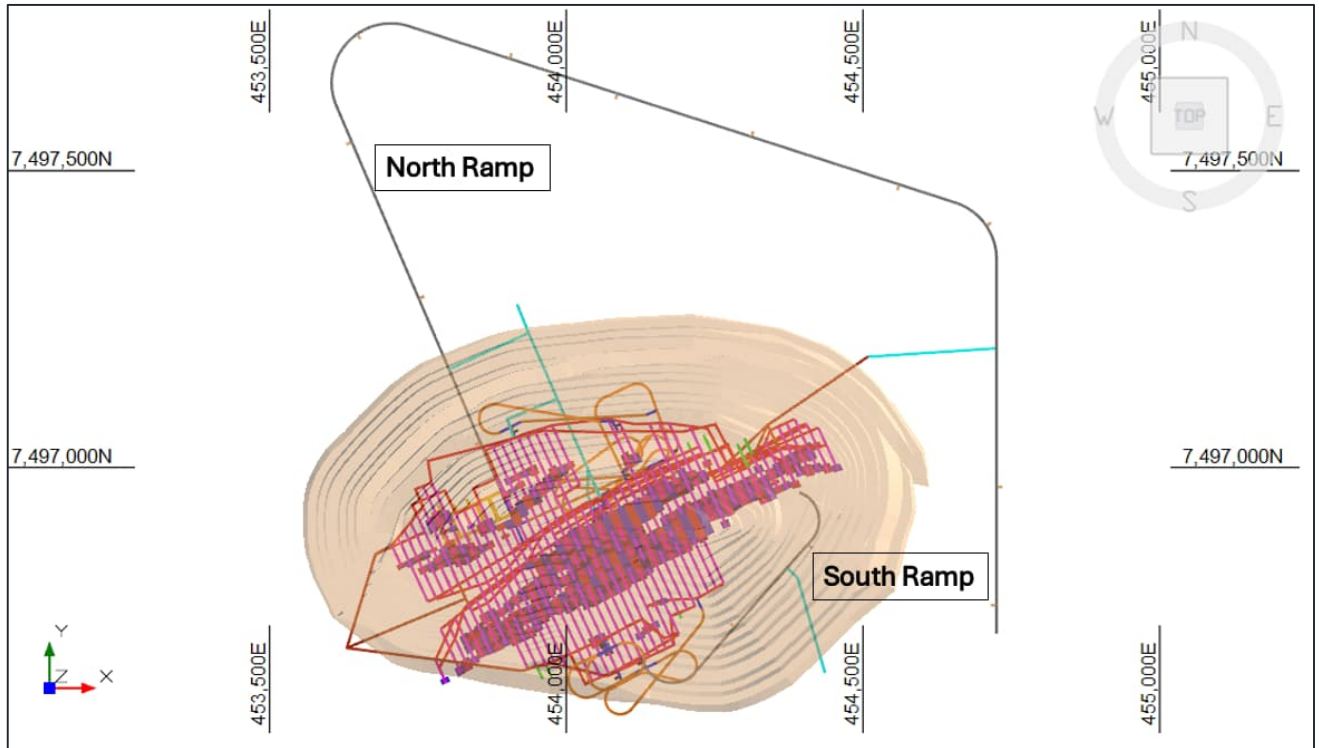 453,500E
454,000E
454,500E
455,000E
N
W
TOP
E
S
7,497,500N
7,497,500N
North Ramp
7,497,000N
7,497,000N
South Ramp
Y
Z
X
453,500E
454,000E
454,500E
455,000E